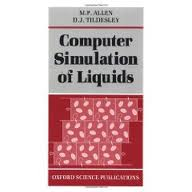 M.P. ALLEN
D.J. TILDESLEY
Computer
Simulation
of Liquids
OXFORD SCIENCE PUBLICATIONS